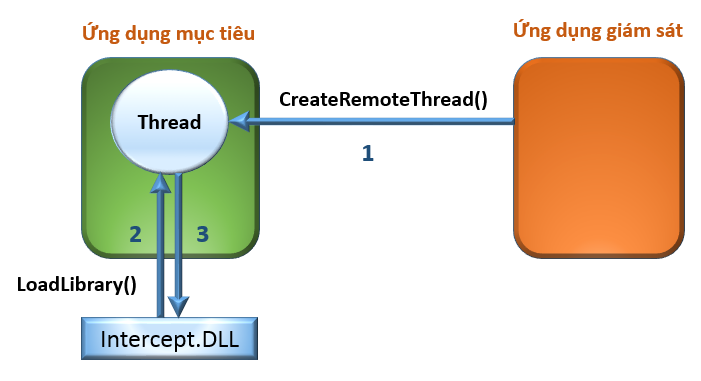 Ứng dụng mục tiêu
Ứng dụng giám sát
Thread
CreateRemoteThread()
1
2
3
LoadLibrary()
Intercept.DLL